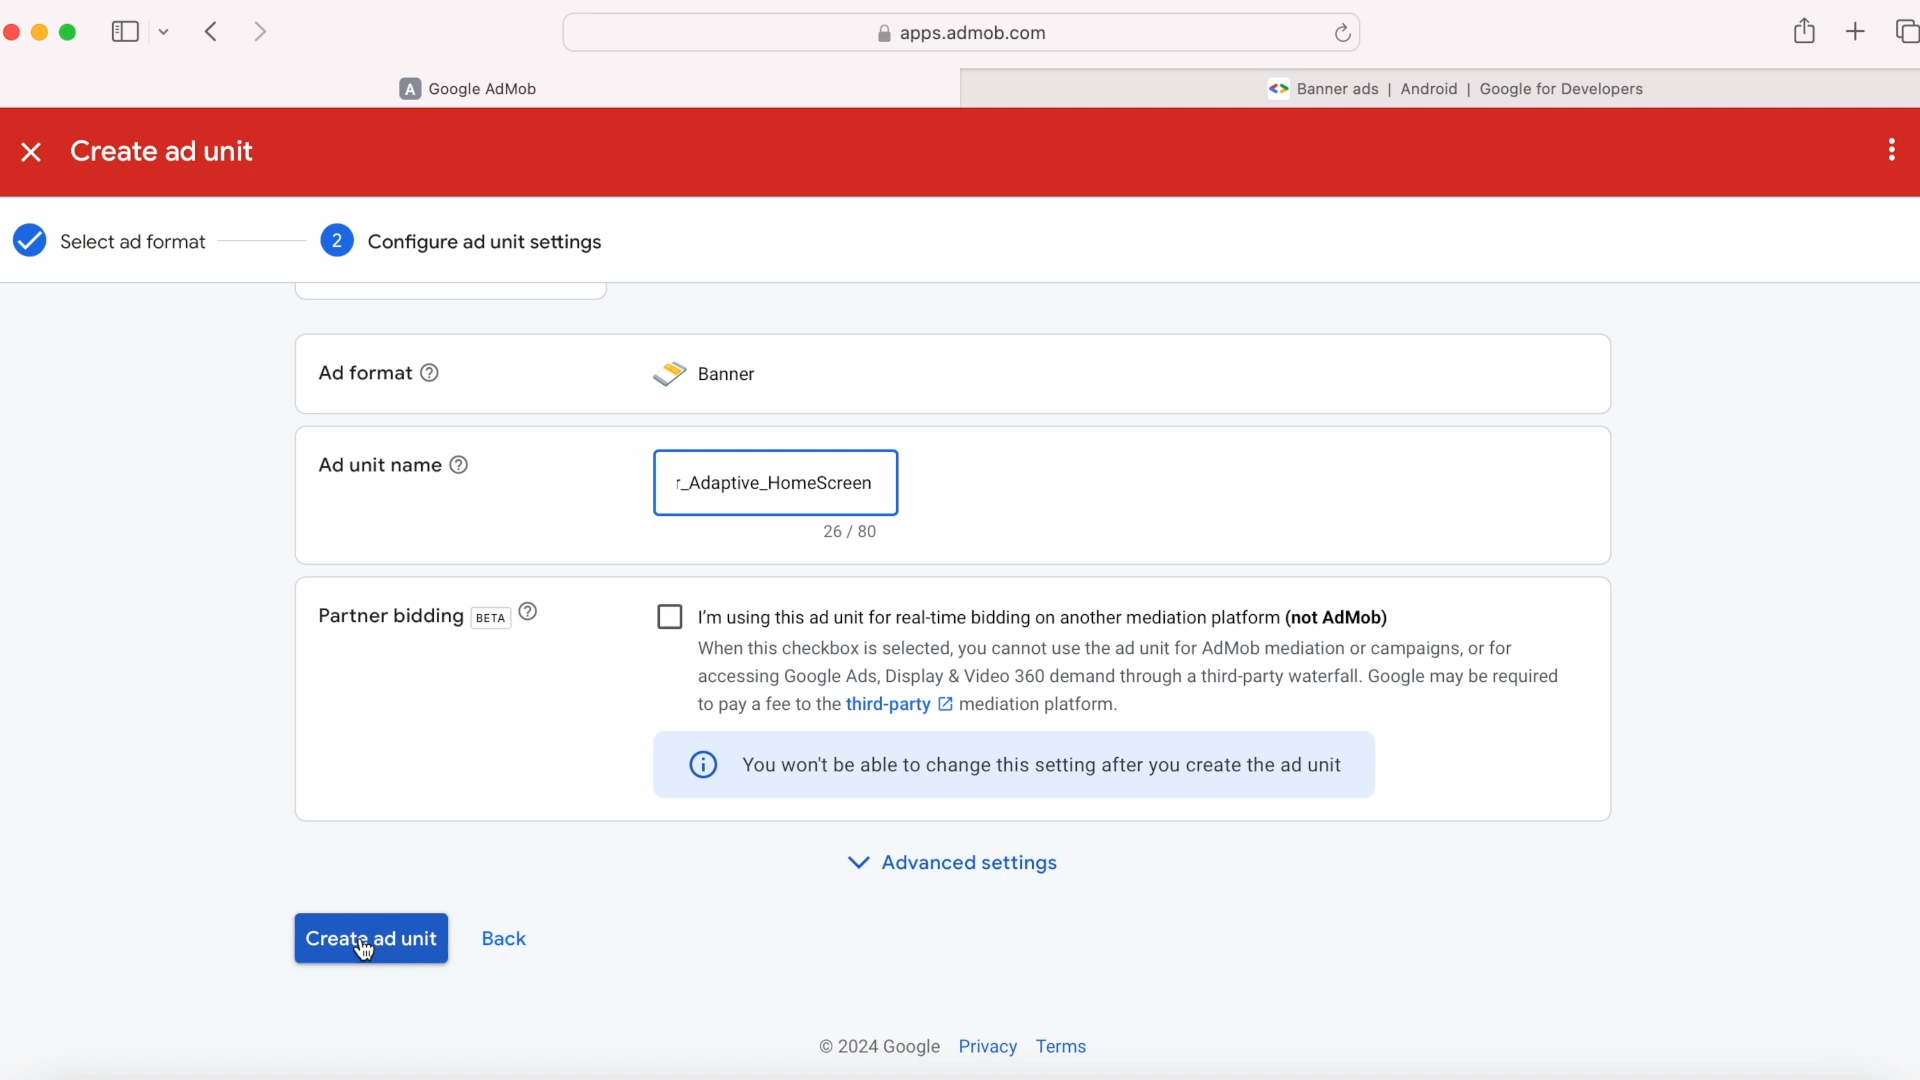 apps.admob.com
A Google AdMob
Banner ads | Android | Google for Developers
Create ad unit
Select ad format
2 Configure ad unit settings
Ad format
Banner
Ad unit name
r_Adaptive_HomeScreen
26 / 80
Partner bidding BETA
I'm using this ad unit for real-time bidding on another mediation platform (not AdMob)
When this checkbox is selected, you cannot use the ad unit for AdMob mediation or campaigns, or for
accessing Google Ads, Display & Video 360 demand through a third-party waterfall. Google may be required
to pay a fee to the third-party mediation platform.
You won't be able to change this setting after you create the ad unit
Advanced settings
Create ad unit
Back
© 2024 Google Privacy Terms